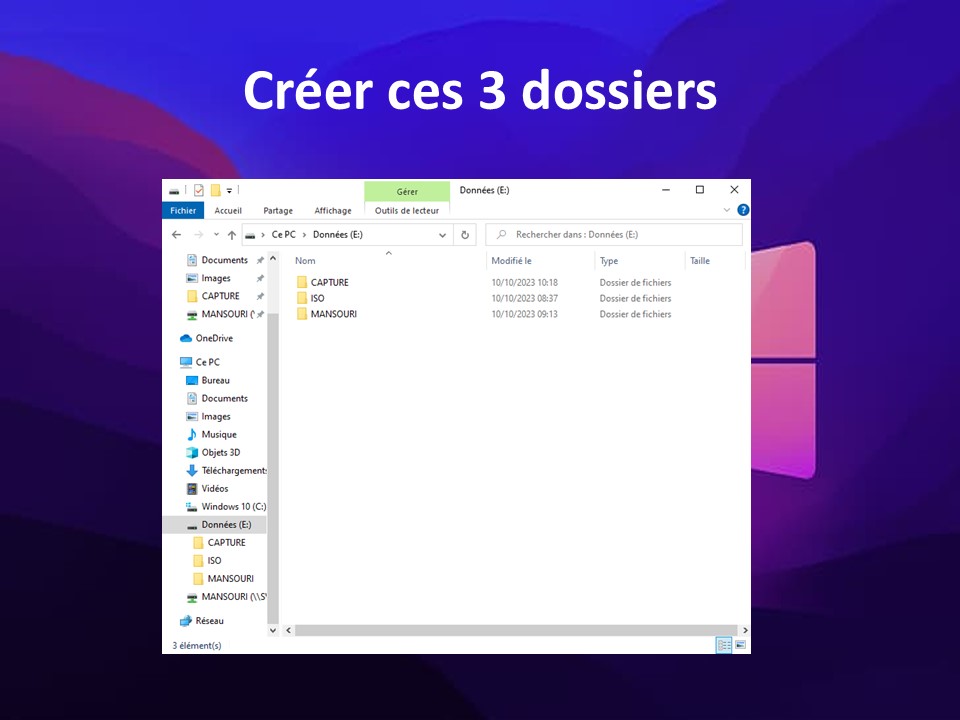 Créer ces 3 dossiers
Gérer
Données (E:)
Fichier
Accueil
Partage
Affichage
Outils de lecteur
?
Ce PC > Données (E:)
Rechercher dans : Données (E:)
Nom
Modifié le
Type
Taille
CAPTURE 10/10/2023 10:18 Dossier de fichiers
ISO 10/10/2023 08:37 Dossier de fichiers
MANSOURI 10/10/2023 09:13 Dossier de fichiers
Documents
Images
CAPTURE
MANSOURI (
OneDrive
Ce PC
Bureau
Documents
Images
Musique
Objets 3D
Téléchargements
Vidéos
Windows 10 (C:)
Données (E:)
CAPTURE
ISO
MANSOURI
MANSOURI (\\S
Réseau
3 élément(s)